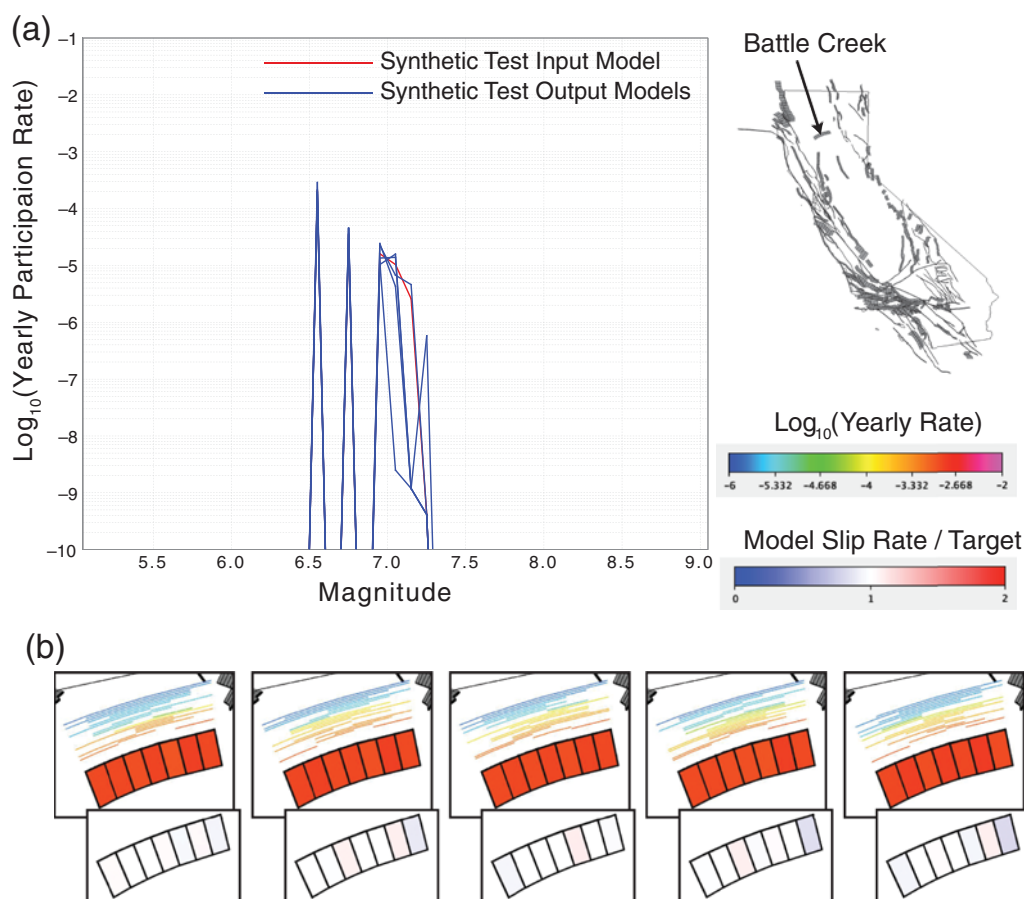 (a)
Synthetic Test Input Model
Synthetic Test Output Models
Log10(Yearly Participaion Rate)
−1
−2
−3
−4
−5
−6
−7
−8
−9
−10
5.5 6.0 6.5 7.0 7.5 8.0 8.5 9.0
Magnitude
Battle Creek
Log10(Yearly Rate)
−6 −5.332 −4.668 −4 −3.332 −2.668 −2
Model Slip Rate / Target
0 1 2
(b)